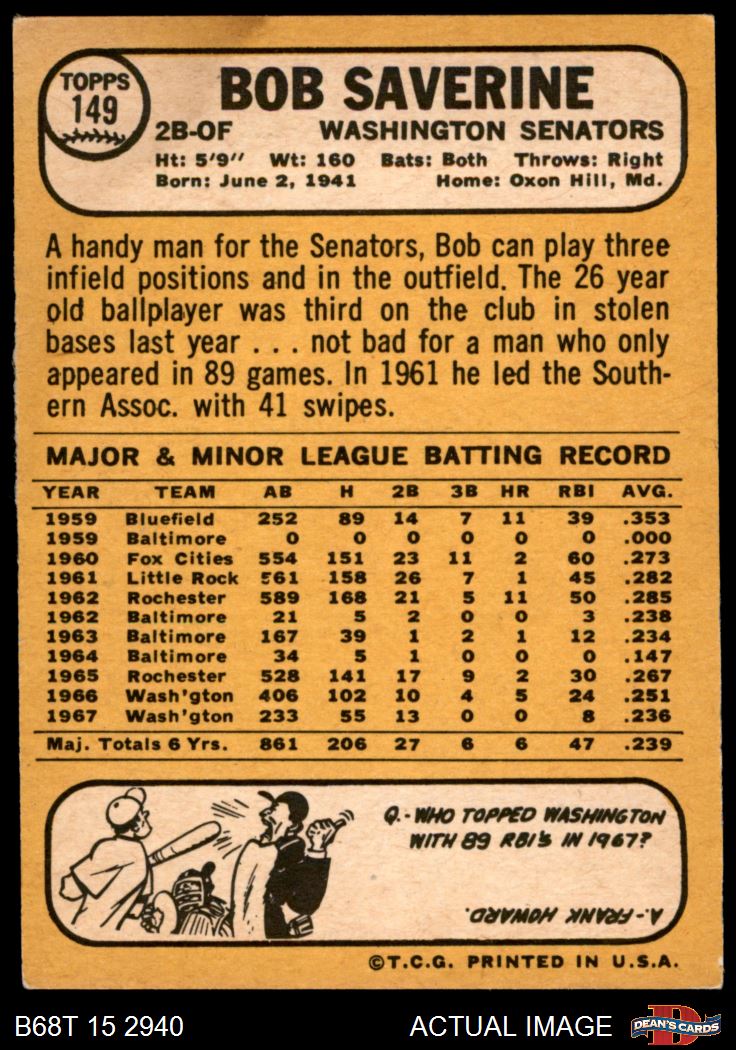 TOPPS
149
BOB SAVERINE
2B-OF WASHINGTON SENATORS
Ht: 5'9" Wt: 160 Bats: Both Throws: Right
Born: June 2, 1941 Home: Oxon Hill, Md.
A handy man for the Senators, Bob can play three
infield positions and in the outfield. The 26 year
old ballplayer was third on the club in stolen
bases last year . . . not bad for a man who only
appeared in 89 games. In 1961 he led the South-
ern Assoc. with 41 swipes.
MAJOR & MINOR LEAGUE BATTING RECORD
YEAR TEAM AB H 2B 3B HR RBI AVG.
1959 Bluefield 252 89 14 7 11 39 .353
1959 Baltimore 0 0 0 0 0 0 .000
1960 Fox Cities 554 151 23 11 2 60 .273
1961 Little Rock 561 158 26 7 1 45 .282
1962 Rochester 589 168 21 5 11 50 .285
1962 Baltimore 21 5 2 0 0 3 .238
1963 Baltimore 167 39 1 2 1 12 .234
1964 Baltimore 34 5 1 0 0 0 .147
1965 Rochester 528 141 17 9 2 30 .267
1966 Wash'gton 406 102 10 4 5 24 .251
1967 Wash'gton 233 55 13 0 0 8 .236
Maj. Totals 6 Yrs. 861 206 27 6 6 47 .239
Q.- WHO TOPPED WASHINGTON
WITH 89 RBI'S IN 1967?
A.- FRANK HOWARD.
©T.C.G. PRINTED IN U.S.A.
B68T 15 2940 ACTUAL IMAGE DEAN'S CARDS